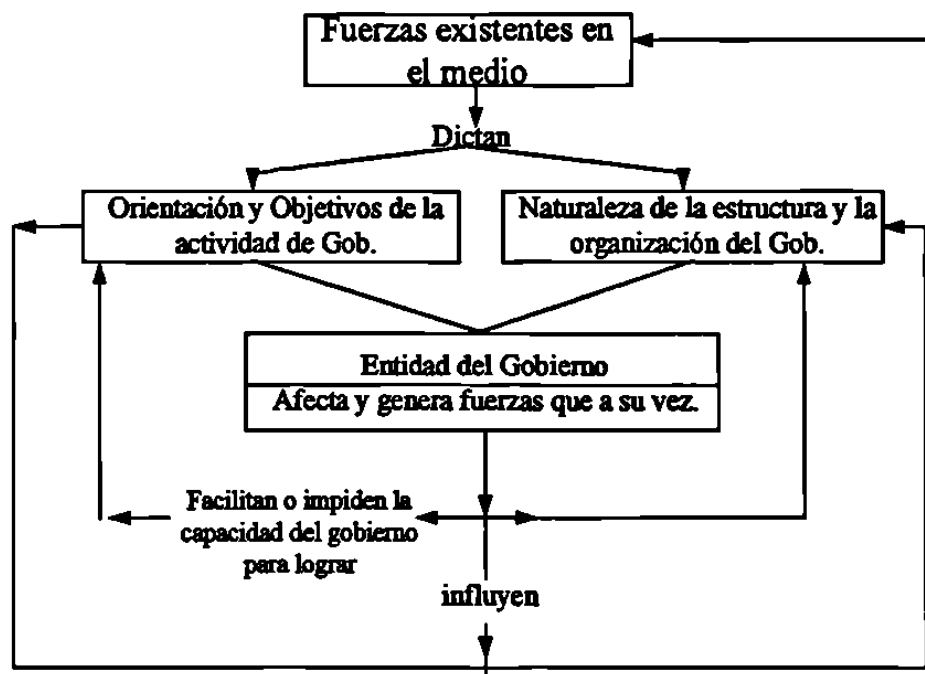 Fuerzas existentes en
el medio
Dictan
Orientación y Objetivos de la
actividad de Gob.
Naturaleza de la estructura y la
organización del Gob.
Entidad del Gobierno
Afecta y genera fuerzas que a su vez.
Facilitan o impiden la
capacidad del gobierno
para lograr
influyen